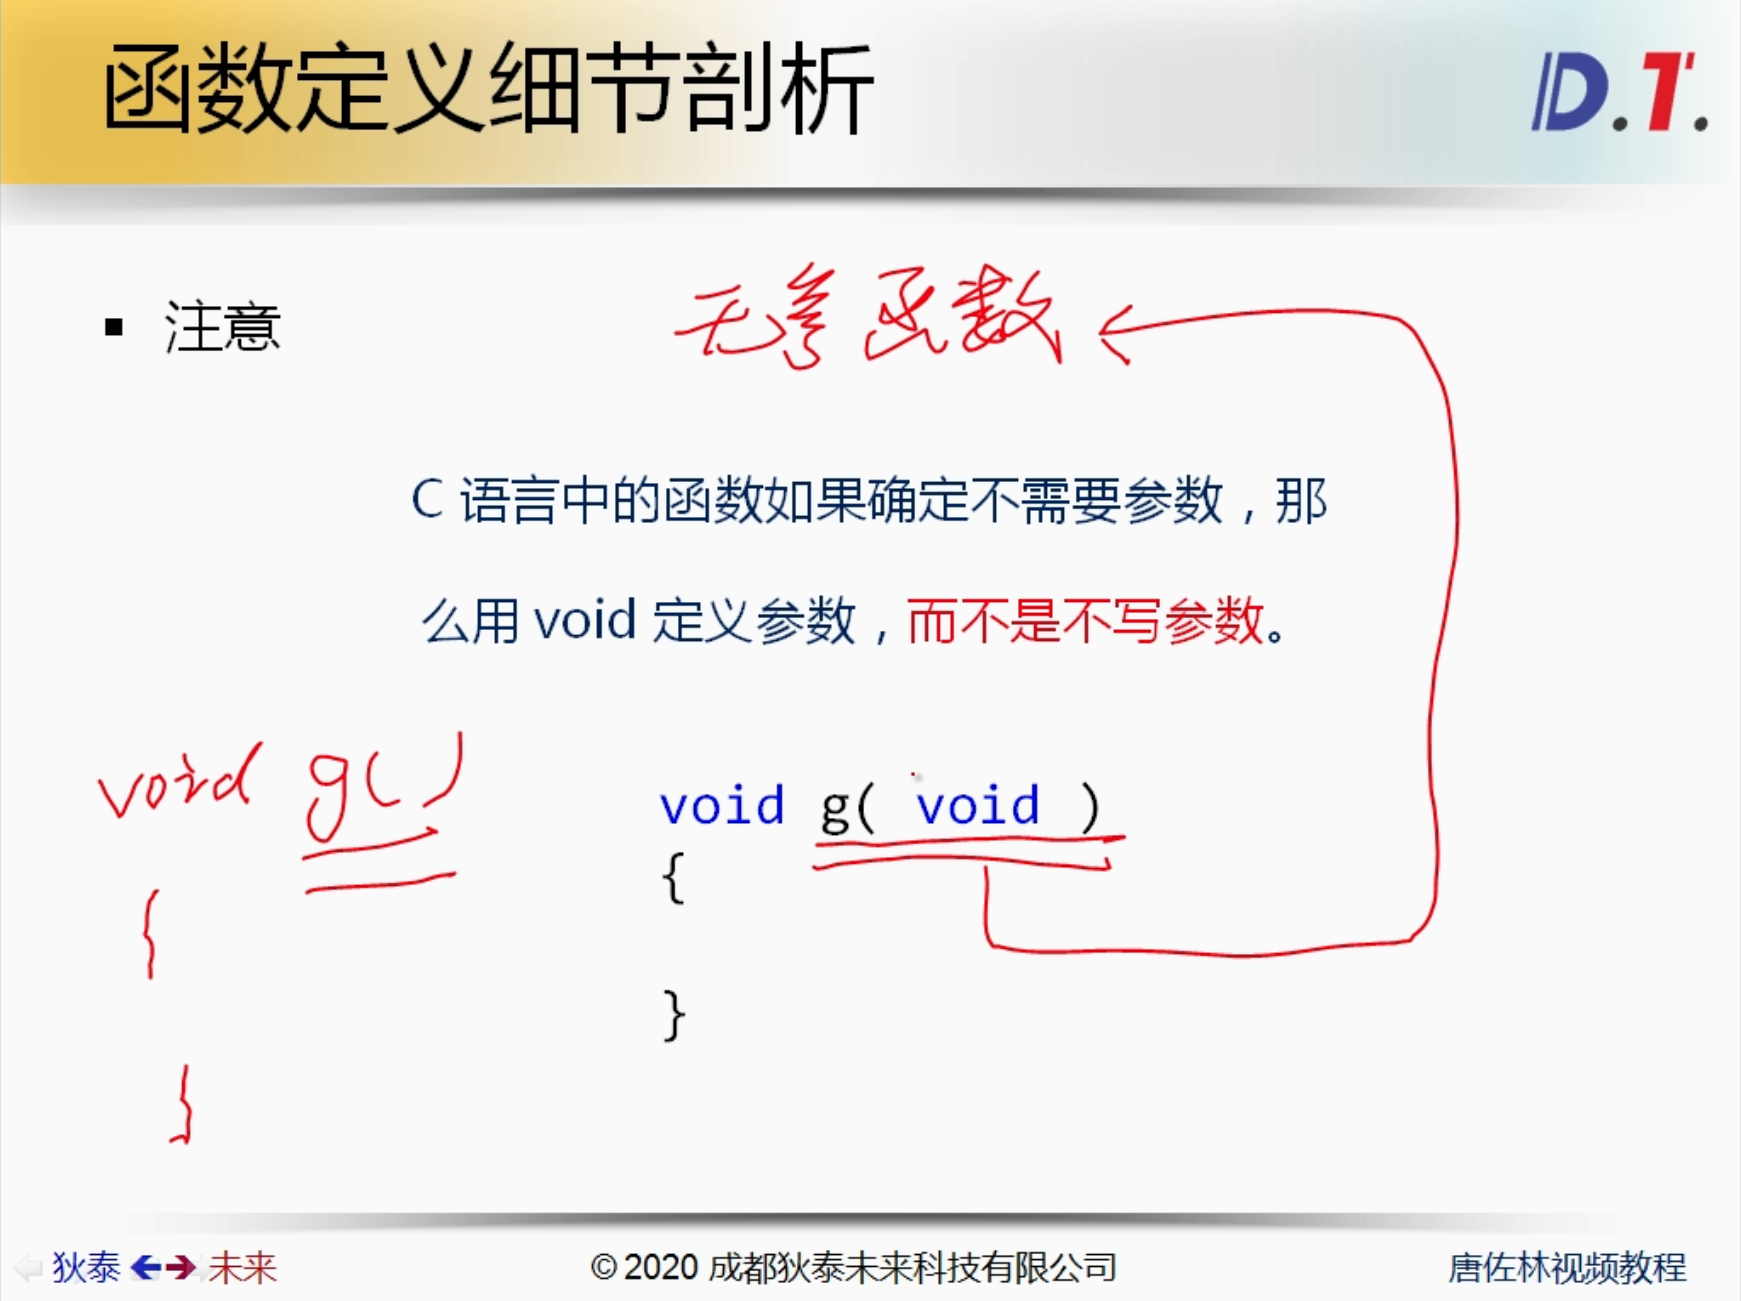 函数定义细节剖析
D.T.
注意
无参函数
C 语言中的函数如果确定不需要参数，那
么用 void 定义参数，而不是不写参数。
void g()
{
}
void g( void )
{
}
狄泰 未来
© 2020 成都狄泰未来科技有限公司
唐佐林视频教程